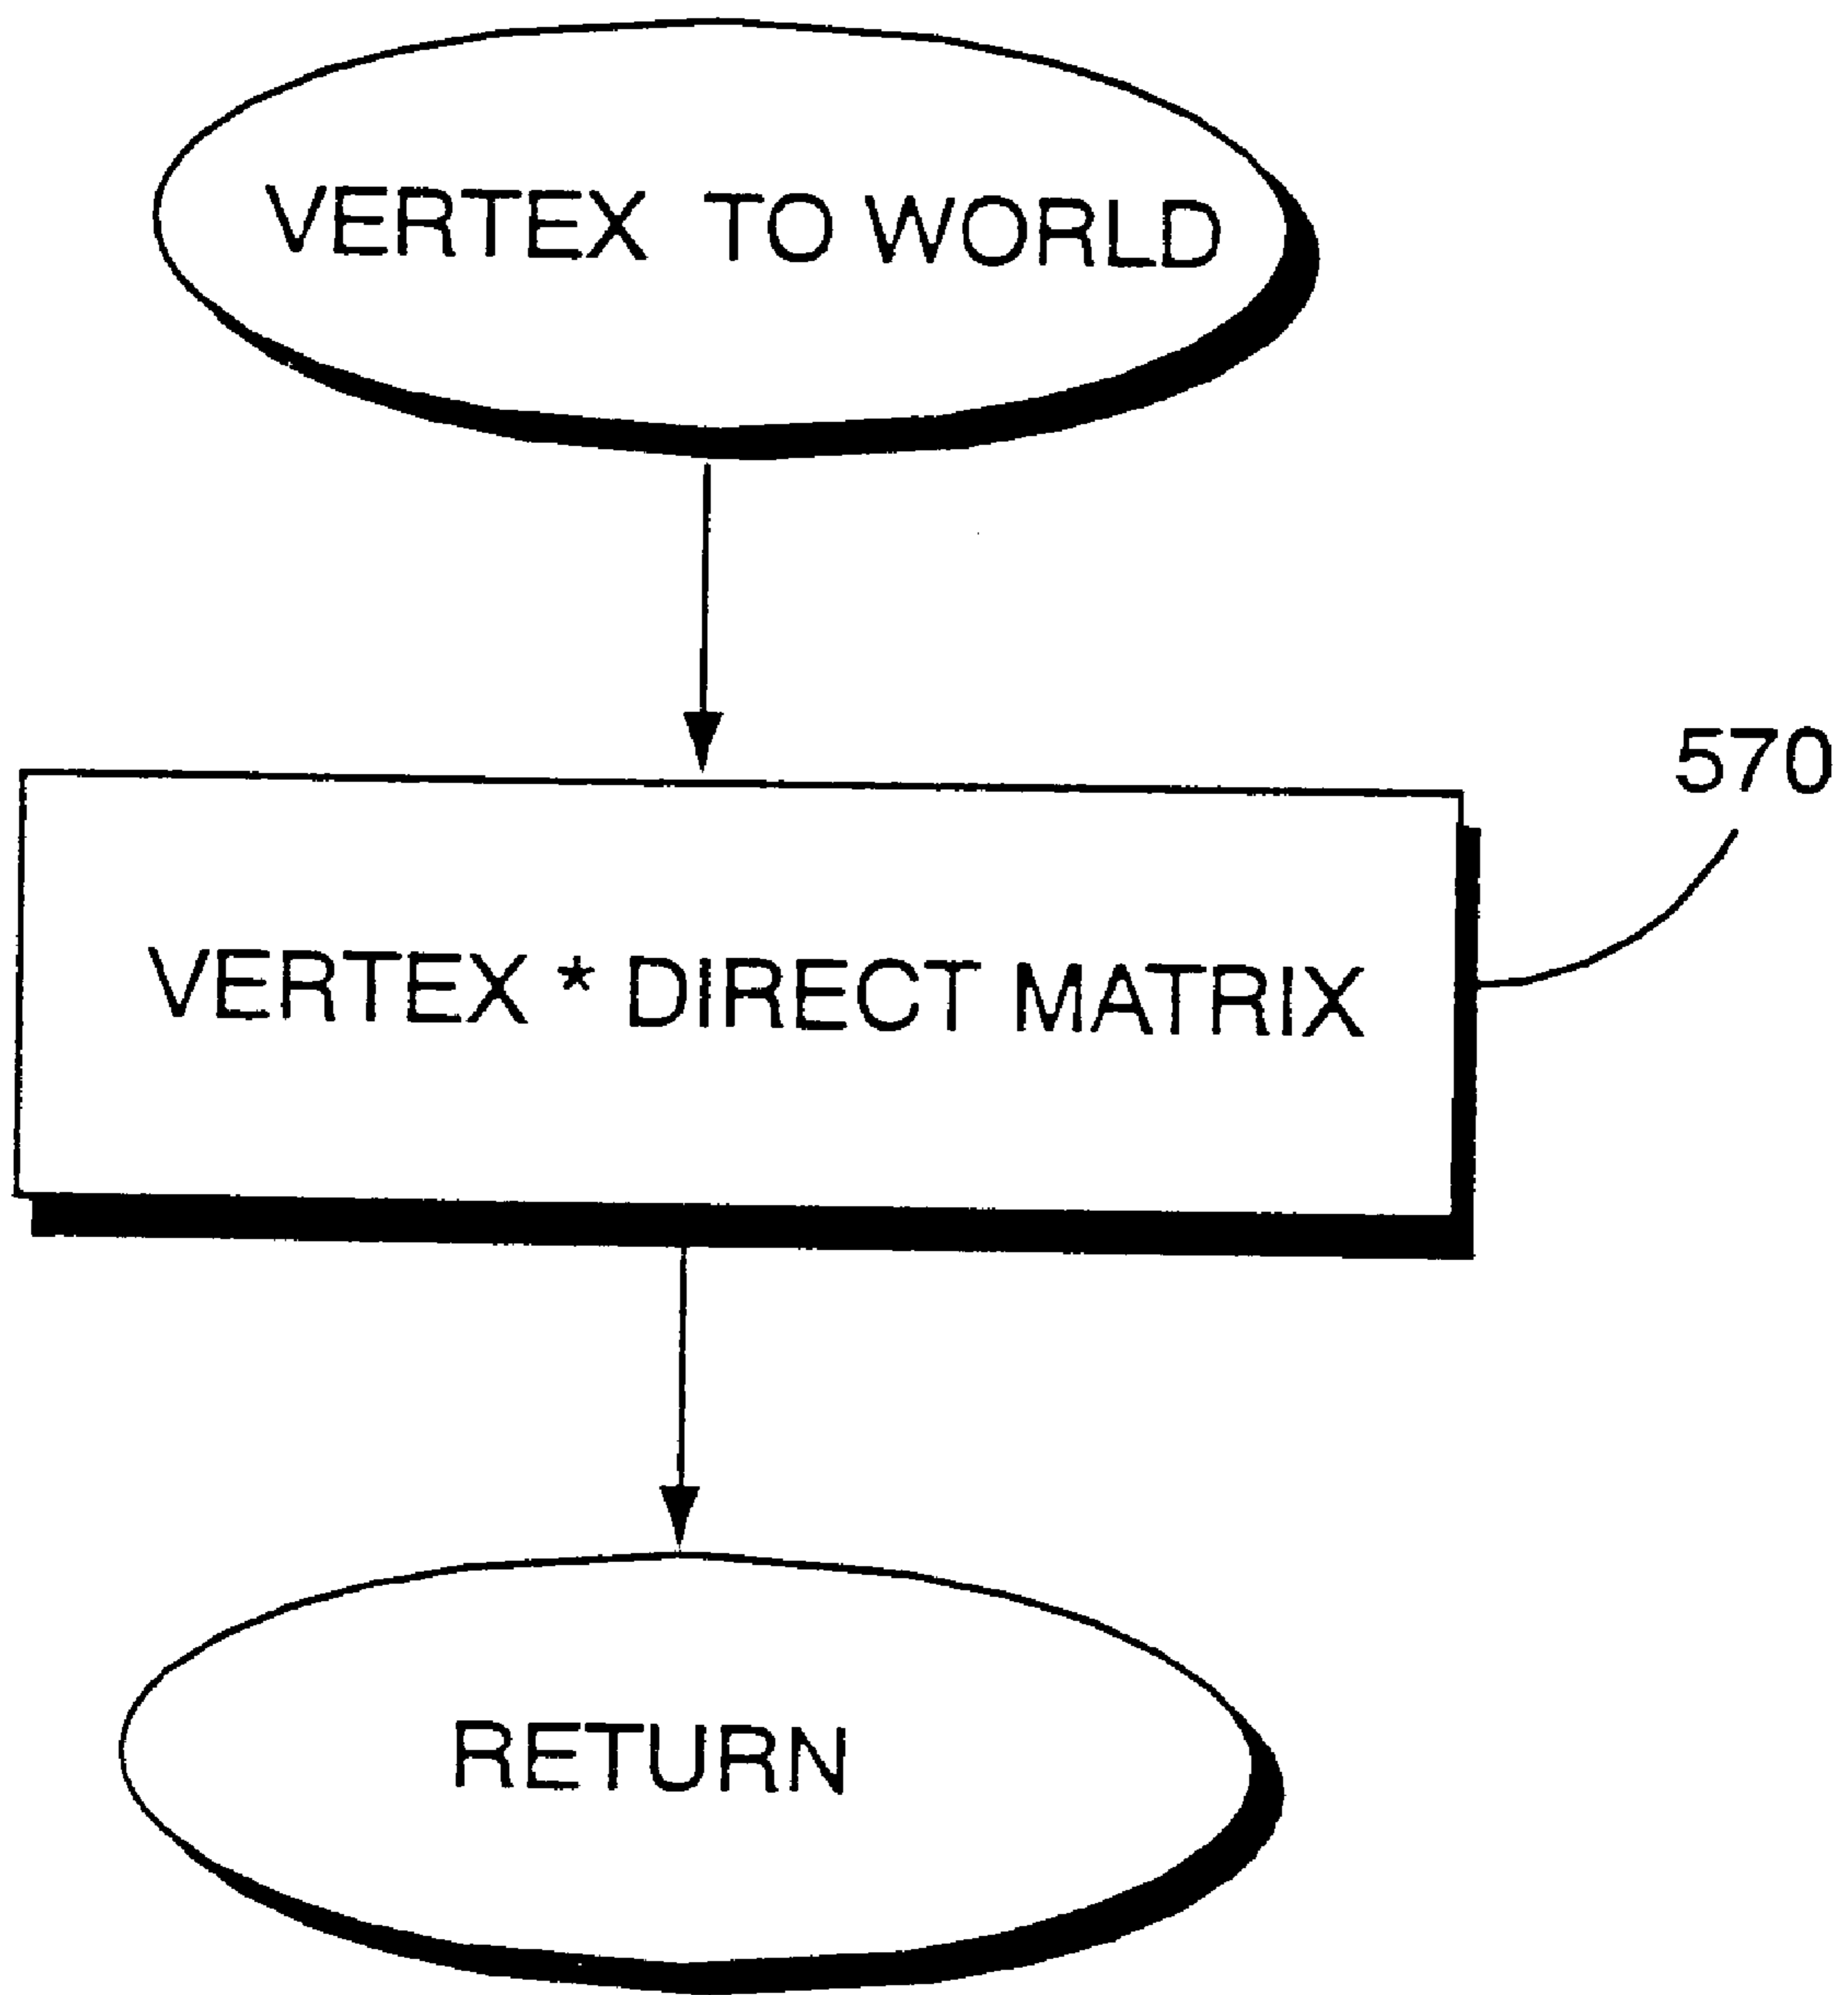 VERTEX TO WORLD
570
VERTEX * DIRECT MATRIX
RETURN